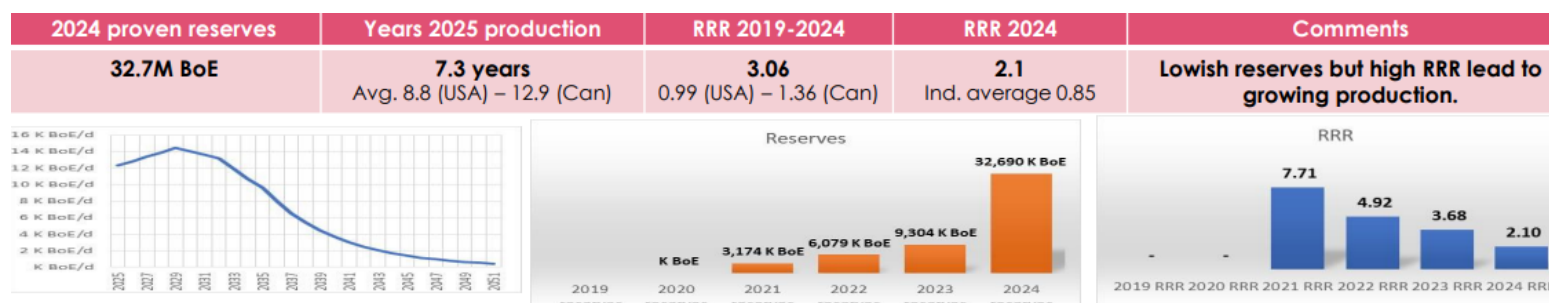 2024 proven reserves
Years 2025 production
RRR 2019-2024
RRR 2024
Comments
32.7M BoE
7.3 years
Avg. 8.8 (USA) – 12.9 (Can)
3.06
0.99 (USA) – 1.36 (Can)
2.1
Ind. average 0.85
Lowish reserves but high RRR lead to
growing production.
16 K BoE/d
14 K BoE/d
12 K BoE/d
10 K BoE/d
8 K BoE/d
6 K BoE/d
4 K BoE/d
2 K BoE/d
K BoE/d
2025
2027
2029
2031
2033
2035
2037
2039
2041
2043
2045
2047
2049
2051
Reserves
K BoE
3,174 K BoE
6,079 K BoE
9,304 K BoE
32,690 K BoE
2019
2020
2021
2022
2023
2024
RRR
-
-
7.71
4.92
3.68
2.10
2019 RRR 2020 RRR 2021 RRR 2022 RRR 2023 RRR 2024